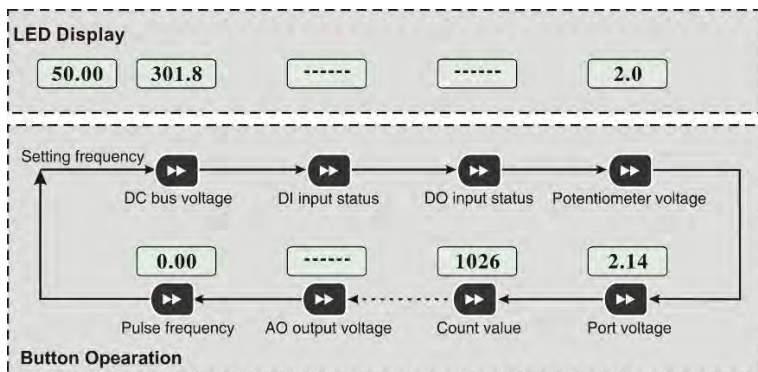 LED Display
50.00 301.8 ------ ------ 2.0
Setting frequency
DC bus voltage DI input status DO input status Potentiometer voltage
0.00 ------ 1026 2.14
Pulse frequency AO output voltage Count value Port voltage
Button Opearation